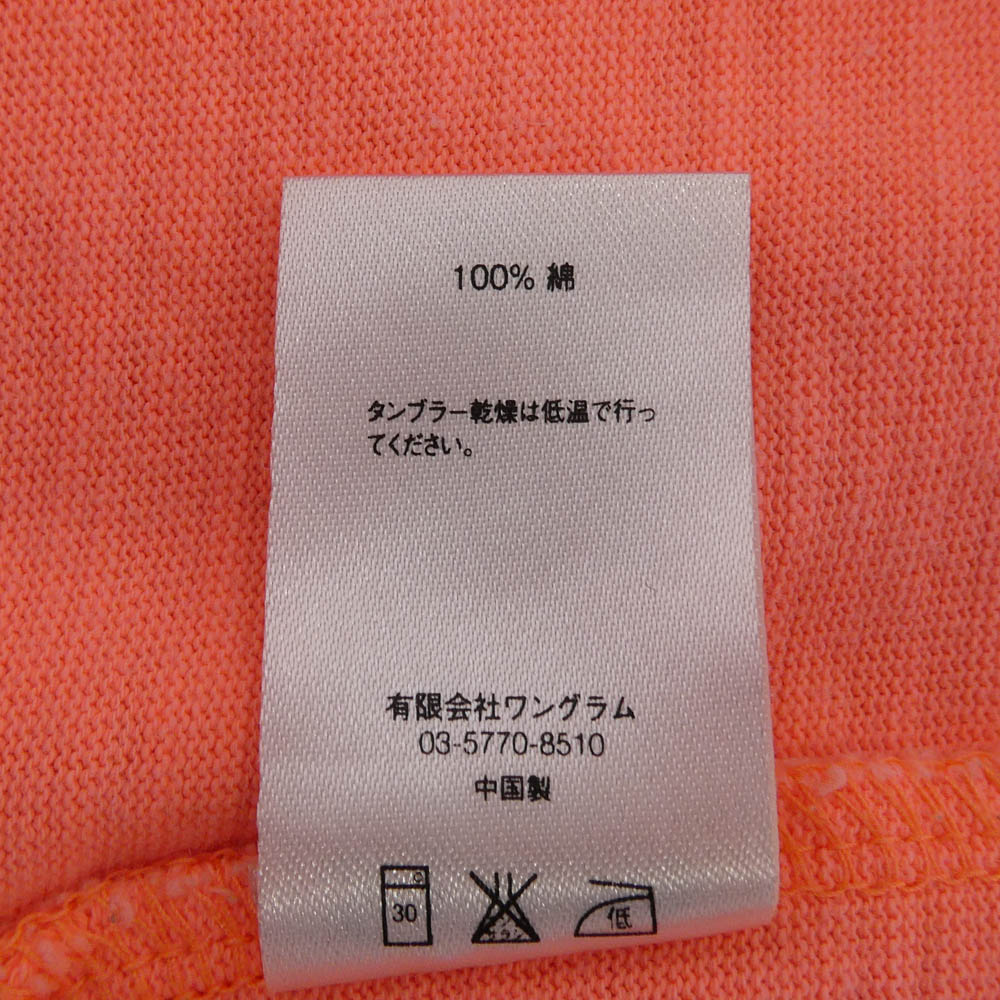 100% 綿
タンブラー乾燥は低温で行っ
てください。
有限会社ワングラム
03-5770-8510
中国製
30
低